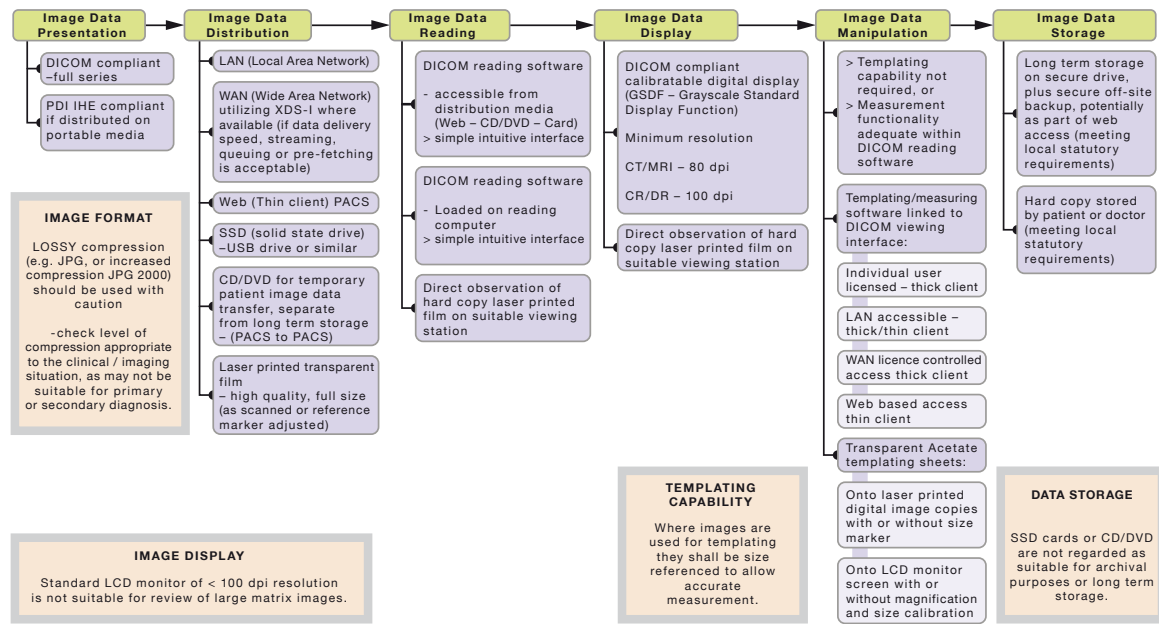 Image Data
Presentation
Image Data
Distribution
Image Data
Reading
Image Data
Display
Image Data
Manipulation
Image Data
Storage
DICOM compliant
–full series
PDI IHE compliant
if distributed on
portable media
LAN (Local Area Network)
WAN (Wide Area Network)
utilizing XDS-I where
available (if data delivery
speed, streaming,
queuing or pre-fetching
is acceptable)
Web (Thin client) PACS
SSD (solid state drive)
–USB drive or similar
CD/DVD for temporary
patient image data
transfer, separate
from long term storage
– (PACS to PACS)
Laser printed transparent
film
– high quality, full size
(as scanned or reference
marker adjusted)
DICOM reading software
- accessible from
distribution media
(Web – CD/DVD – Card)
> simple intuitive interface
DICOM reading software
- Loaded on reading
computer
> simple intuitive interface
Direct observation of
hard copy laser printed
film on suitable viewing
station
DICOM compliant
calibratable digital display
(GSDF – Grayscale Standard
Display Function)
Minimum resolution
CT/MRI – 80 dpi
CR/DR – 100 dpi
Direct observation of hard
copy laser printed film on
suitable viewing station
> Templating
capability not
required, or
> Measurement
functionality
adequate within
DICOM reading
software
Templating/measuring
software linked to
DICOM viewing
interface:
Individual user
licensed – thick client
LAN accessible –
thick/thin client
WAN licence controlled
access thick client
Web based access
thin client
Transparent Acetate
templating sheets:
Onto laser printed
digital image copies
with or without size
marker
Onto LCD monitor
screen with or
without magnification
and size calibration
Long term storage
on secure drive,
plus secure off-site
backup, potentially
as part of web
access (meeting
local statutory
requirements)
Hard copy stored
by patient or doctor
(meeting local
statutory
requirements)
IMAGE FORMAT
LOSSY compression
(e.g. JPG, or increased
compression JPG 2000)
should be used with
caution
-check level of
compression appropriate
to the clinical / imaging
situation, as may not be
suitable for primary
or secondary diagnosis.
IMAGE DISPLAY
Standard LCD monitor of < 100 dpi resolution
is not suitable for review of large matrix images.
TEMPLATING
CAPABILITY
Where images are
used for templating
they shall be size
referenced to allow
accurate
measurement.
DATA STORAGE
SSD cards or CD/DVD
are not regarded as
suitable for archival
purposes or long term
storage.